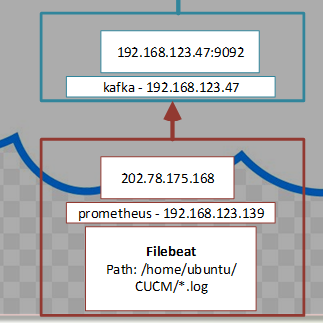 192.168.123.47:9092
kafka - 192.168.123.47
202.78.175.168
prometheus - 192.168.123.139
Filebeat
Path: /home/ubuntu/
CUCM/*.log